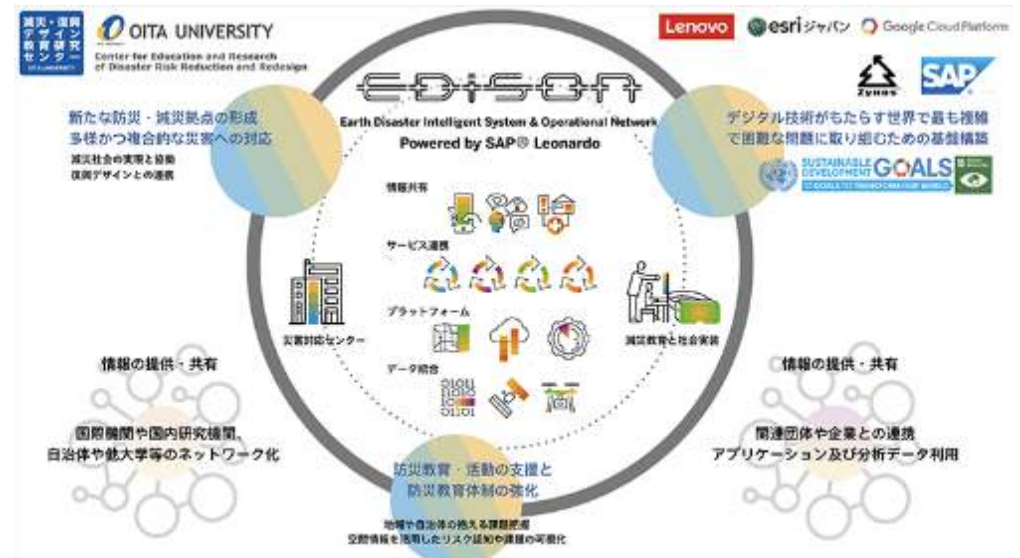 減災・復興
デザイン
教育研究
センター
OITA UNIVERSITY
OITA UNIVERSITY
Center for Education and Research
of Disaster Risk Reduction and Redesign
Lenovo
esriジャパン
Google Cloud Platform
Zynas
SAP
EDiSON
Earth Disaster Intelligent System & Operational Network
Powered by SAP® Leonardo
新たな防災・減災拠点の形成
多様かつ複合的な災害への対応
減災社会の実現と協働
復興デザインとの連携
デジタル技術がもたらす世界で最も複雑
で困難な問題に取り組むための基盤構築
SUSTAINABLE
DEVELOPMENT GOALS
17 GOALS TO TRANSFORM OUR WORLD
情報共有
サービス連携
プラットフォーム
データ統合
災害対応センター
減災教育と社会実装
情報の提供・共有
国際機関や国内研究機関、
自治体や他大学等のネットワーク化
情報の提供・共有
関連団体や企業との連携
アプリケーション及び分析データ利用
防災教育・活動の支援と
防災教育体制の強化
地域や自治体の抱える課題把握
空間情報を活用したリスク認知や課題の可視化